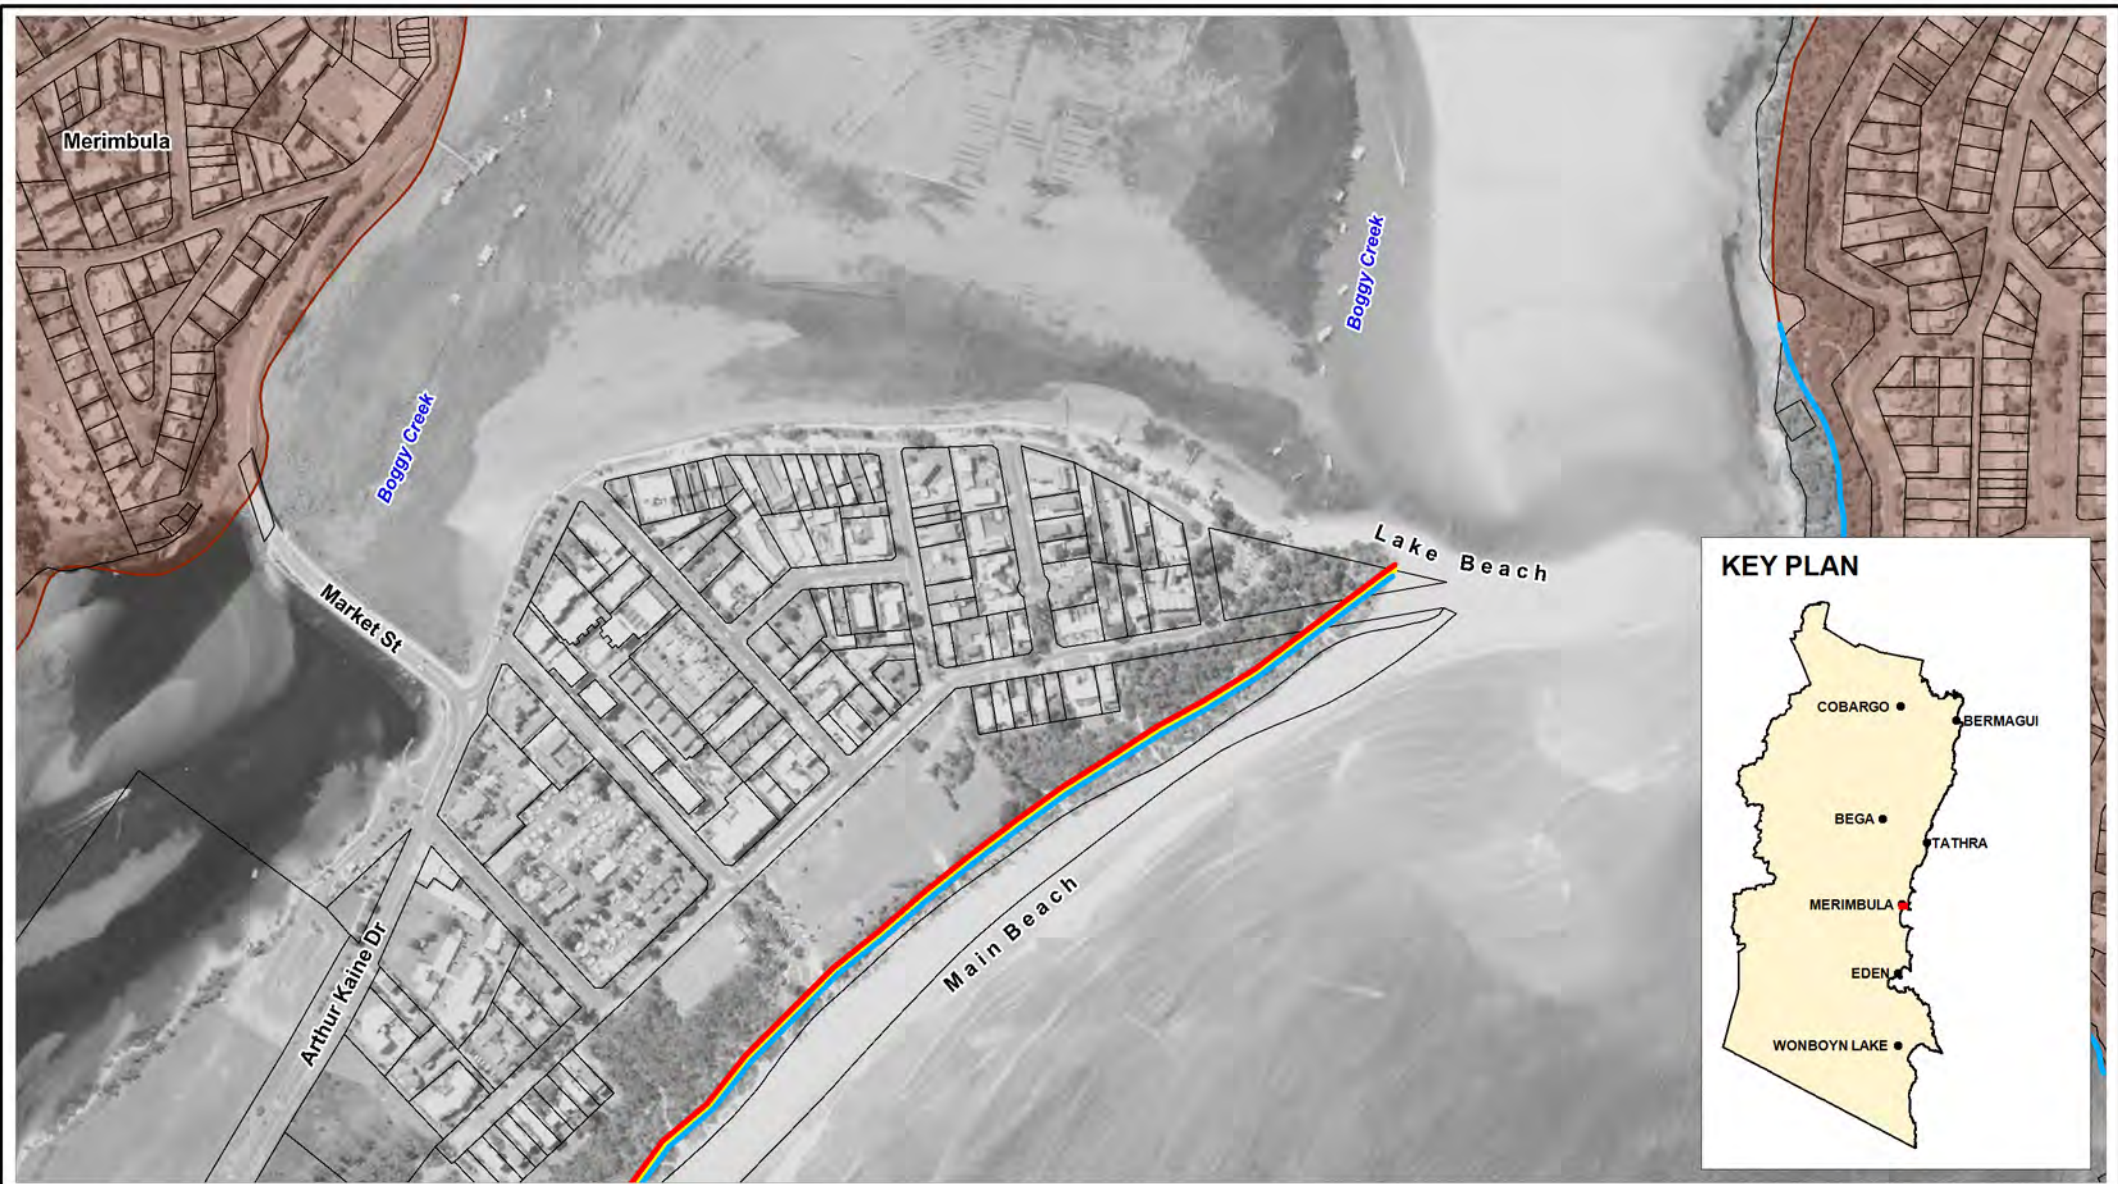 Merimbula
Boggy Creek
Boggy Creek
Lake Beach
Market St
Main Beach
Arthur Kaine Dr
KEY PLAN
COBARGO
BERMAGUI
BEGA
TATHRA
MERIMBULA
EDEN
WONBOYN LAKE